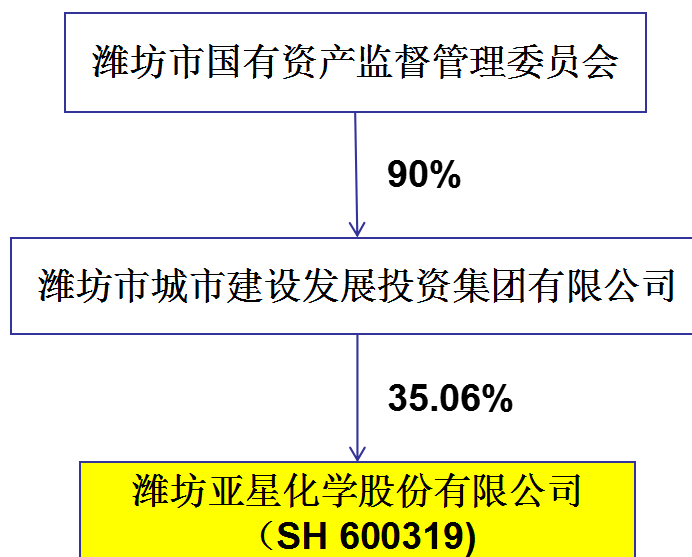 潍坊市国有资产监督管理委员会
90%
潍坊市城市建设发展投资集团有限公司
35.06%
潍坊亚星化学股份有限公司
（SH 600319)